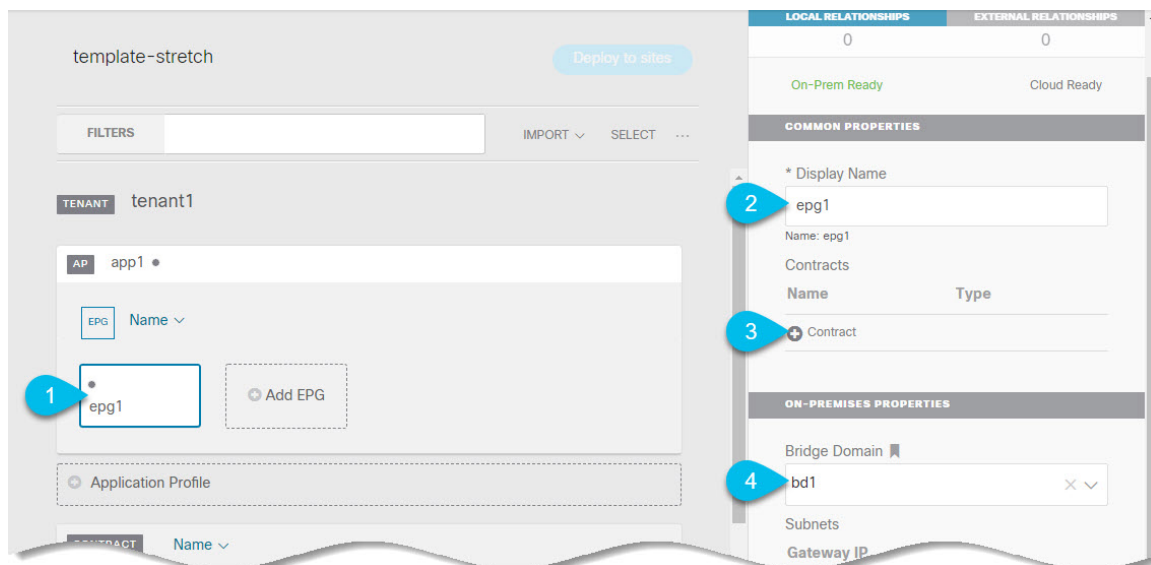 template-stretch
Deploy to sites
FILTERS
IMPORT
SELECT
...
TENANT tenant1
AP app1
EPG Name
1
epg1
Add EPG
Application Profile
CONTRACT Name
LOCAL RELATIONSHIPS
EXTERNAL RELATIONSHIPS
0
0
On-Prem Ready
Cloud Ready
COMMON PROPERTIES
* Display Name
2
epg1
Name: epg1
Contracts
Name Type
3
Contract
ON-PREMISES PROPERTIES
Bridge Domain
4
bd1
Subnets
Gateway IP